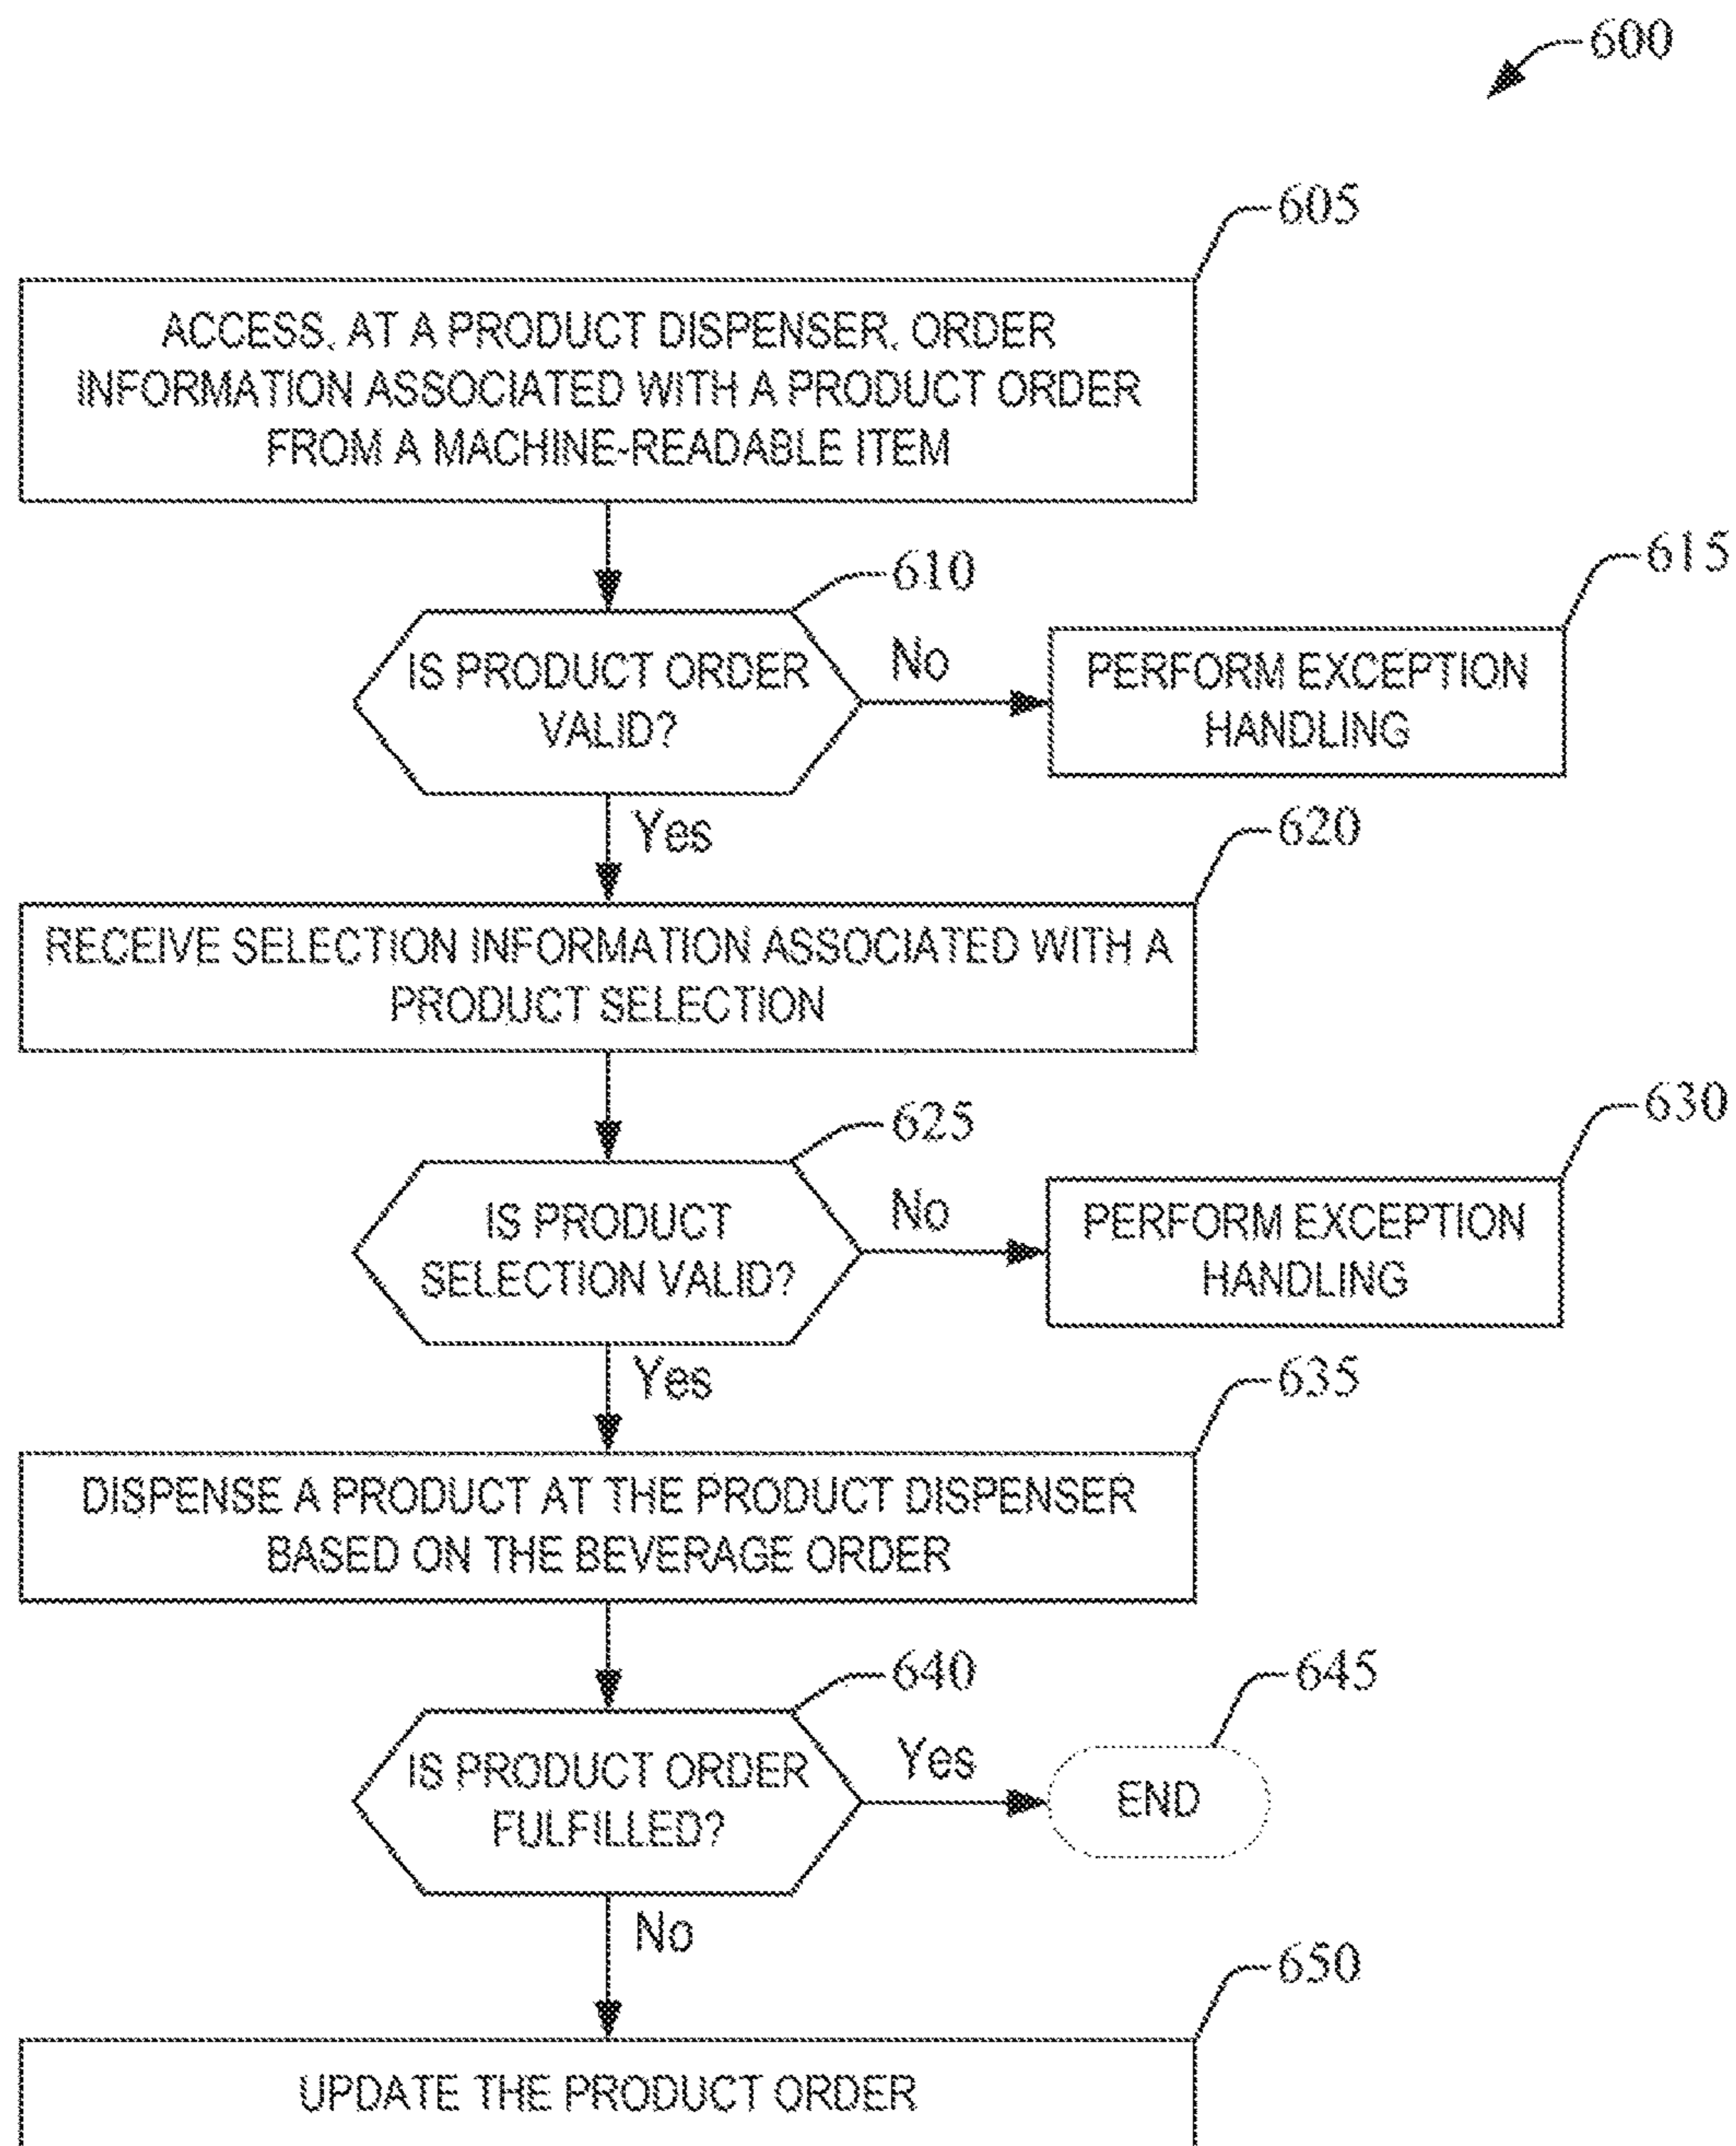 600
605
ACCESS, AT A PRODUCT DISPENSER, ORDER
INFORMATION ASSOCIATED WITH A PRODUCT ORDER
FROM A MACHINE-READABLE ITEM
610
615
IS PRODUCT ORDER
VALID?
No
PERFORM EXCEPTION
HANDLING
Yes
620
RECEIVE SELECTION INFORMATION ASSOCIATED WITH A
PRODUCT SELECTION
625
630
IS PRODUCT
SELECTION VALID?
No
PERFORM EXCEPTION
HANDLING
Yes
635
DISPENSE A PRODUCT AT THE PRODUCT DISPENSER
BASED ON THE BEVERAGE ORDER
640
645
IS PRODUCT ORDER
FULFILLED?
Yes
END
No
650
UPDATE THE PRODUCT ORDER